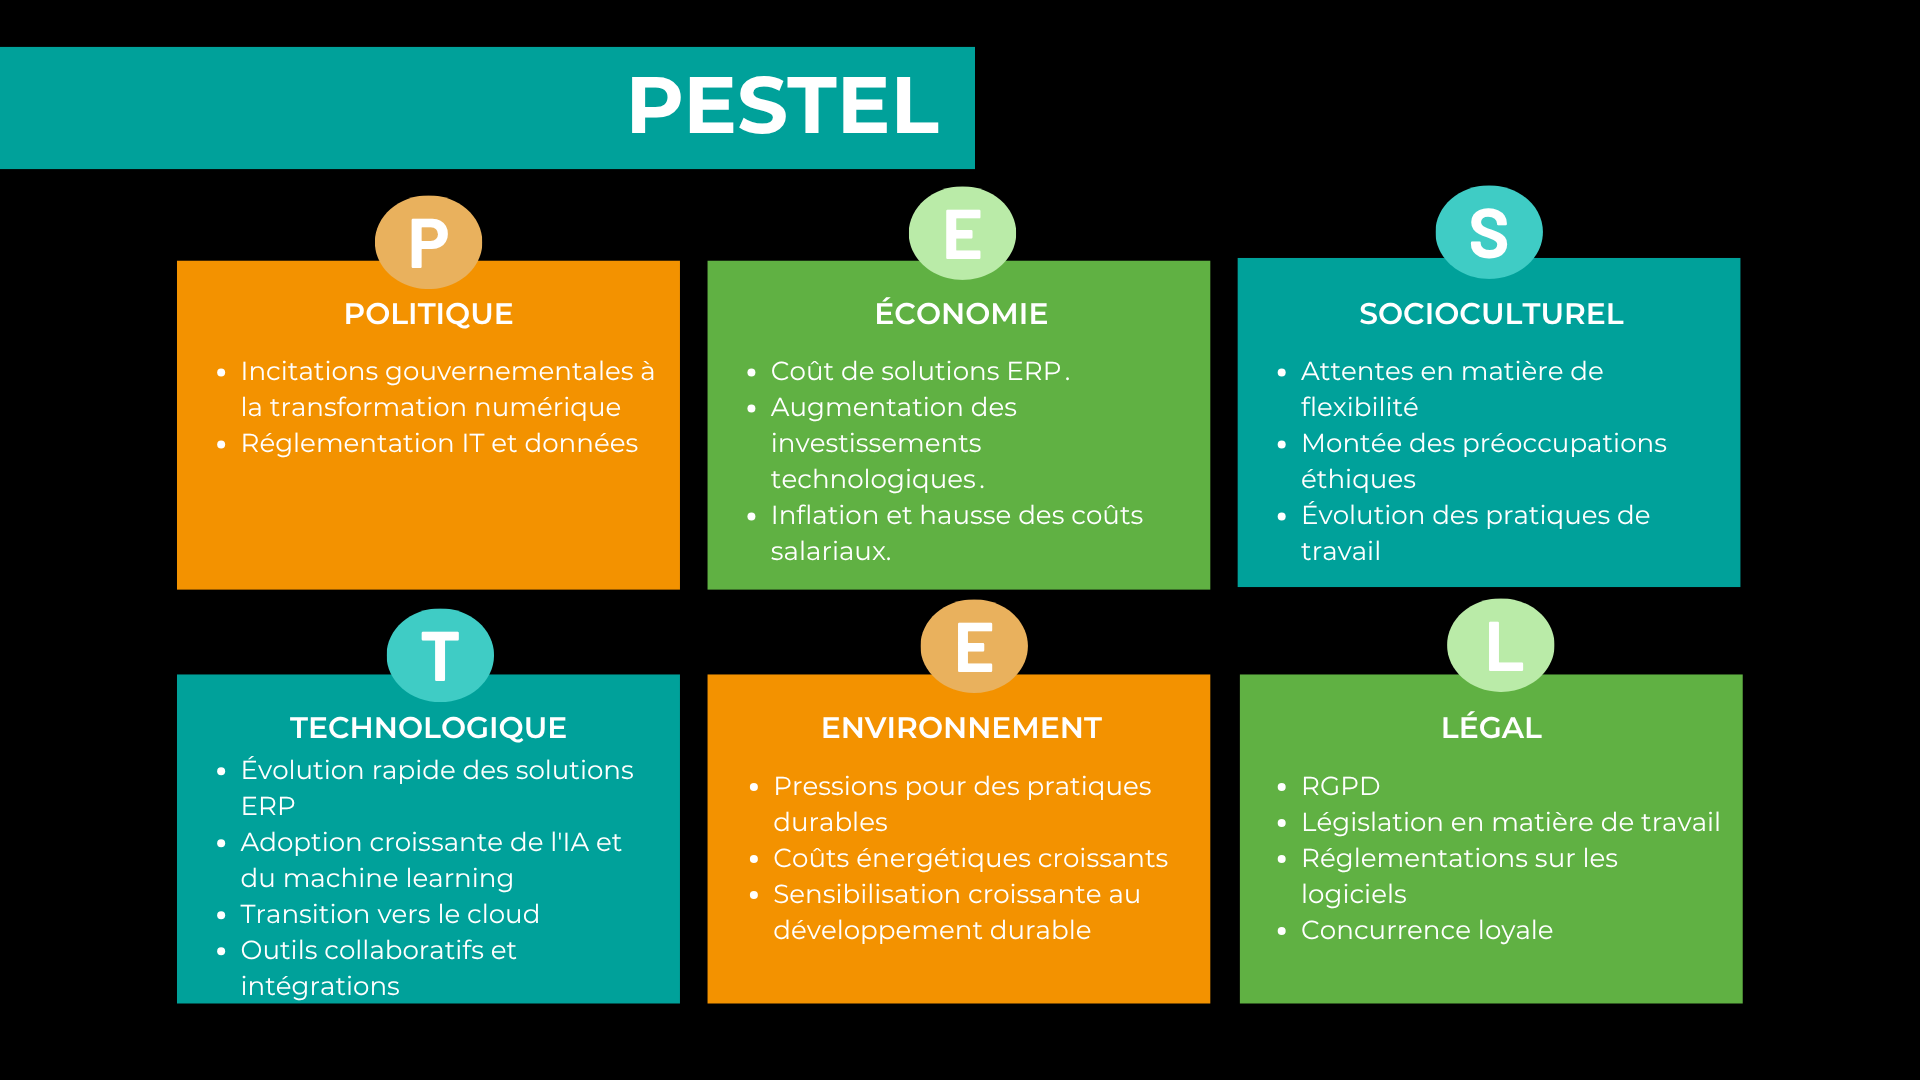 PESTEL
P
POLITIQUE
• Incitations gouvernementales à
la transformation numérique
• Réglementation IT et données
E
ÉCONOMIE
• Coût de solutions ERP.
• Augmentation des
investissements
technologiques.
• Inflation et hausse des coûts
salariaux.
S
SOCIOCULTUREL
• Attentes en matière de
flexibilité
• Montée des préoccupations
éthiques
• Évolution des pratiques de
travail
T
TECHNOLOGIQUE
• Évolution rapide des solutions
ERP
• Adoption croissante de l'IA et
du machine learning
• Transition vers le cloud
• Outils collaboratifs et
intégrations
E
ENVIRONNEMENT
• Pressions pour des pratiques
durables
• Coûts énergétiques croissants
• Sensibilisation croissante au
développement durable
L
LÉGAL
• RGPD
• Législation en matière de travail
• Réglementations sur les
logiciels
• Concurrence loyale